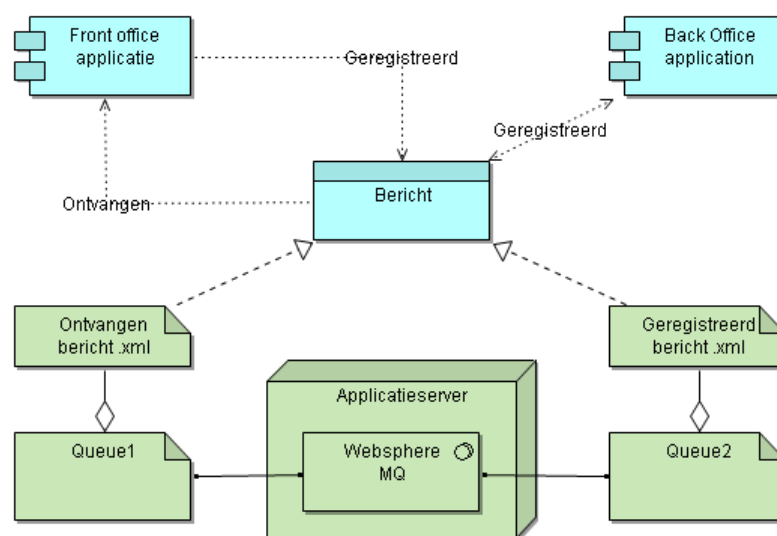 Front office
applicatie
Geregistreerd
Back Office
application
Geregistreerd
Bericht
Ontvangen
Ontvangen
bericht .xml
Geregistreerd
bericht .xml
Applicatieserver
Queue1
Websphere
MQ
Queue2